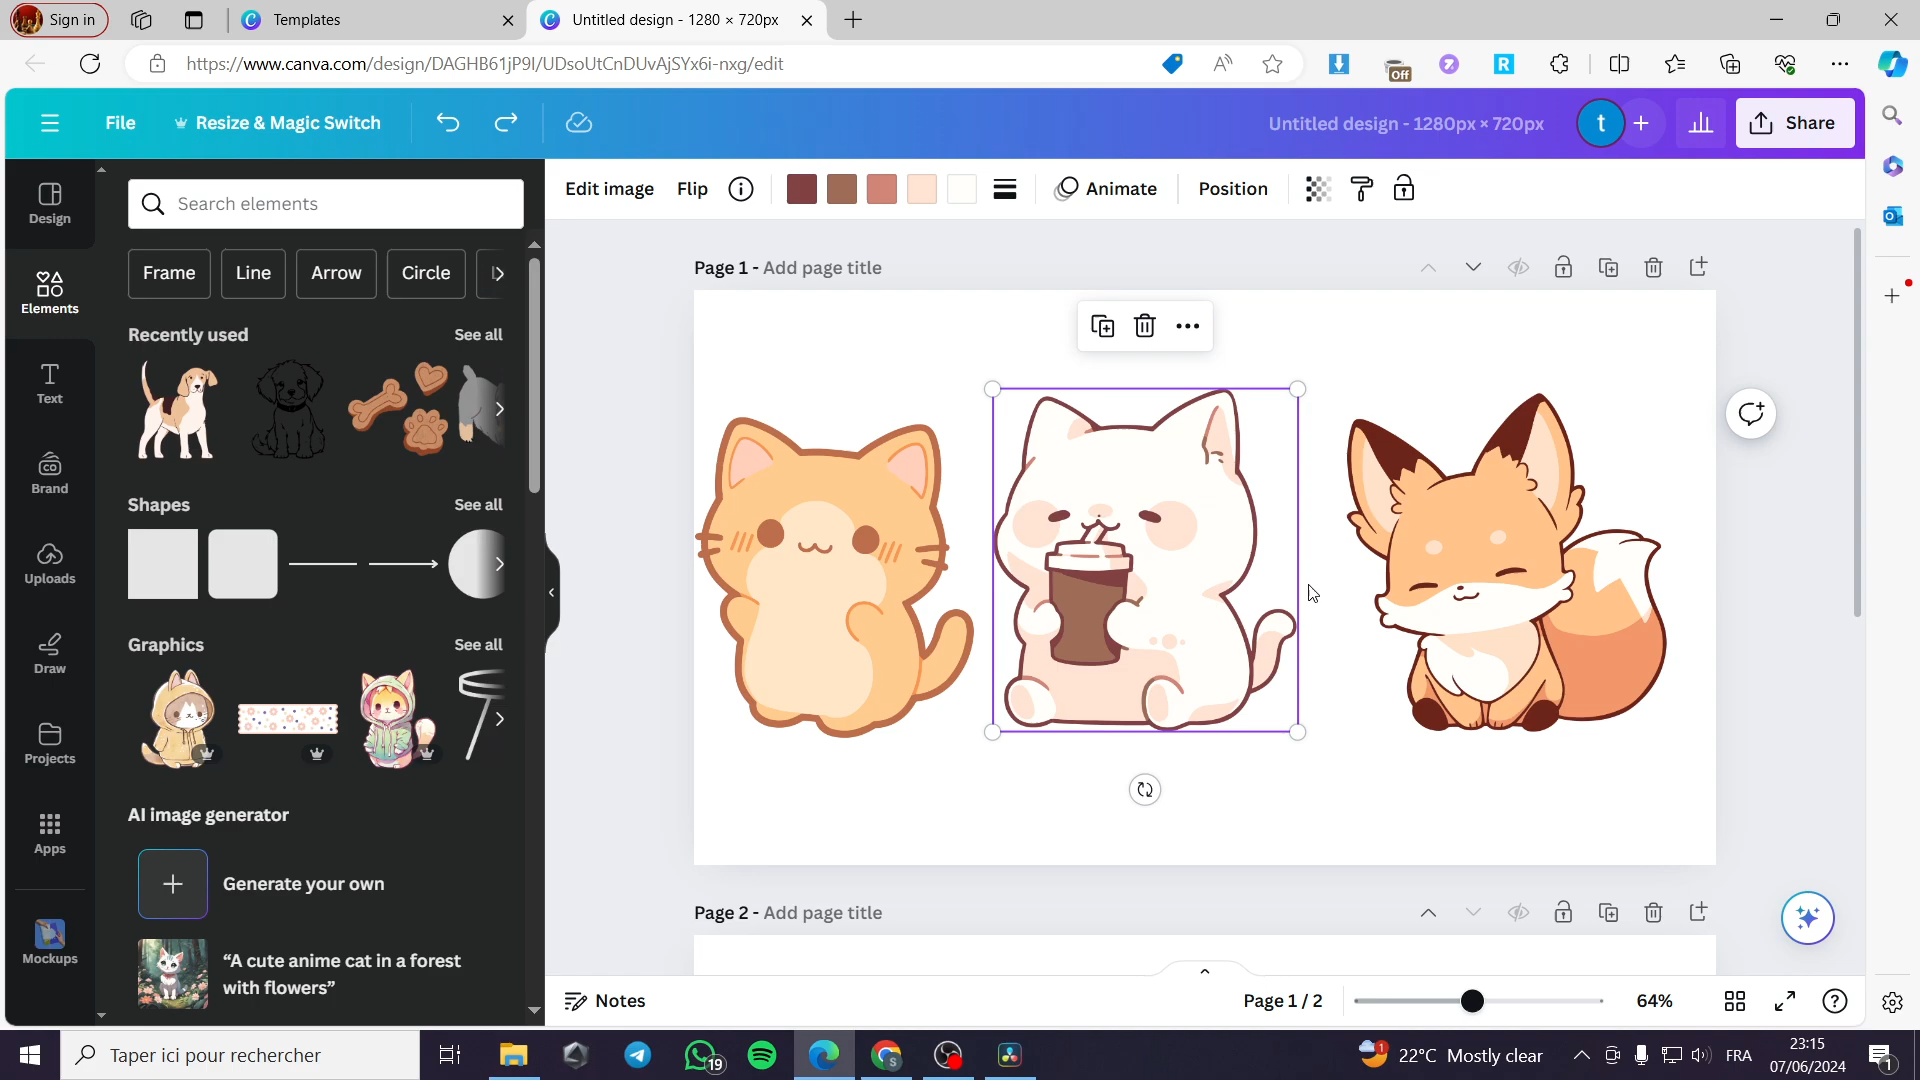 Sign in
Templates
Untitled design - 1280 × 720px
https://www.canva.com/design/DAGHB61jP9I/UDsoUtCnDUvAjSYx6i-nxg/edit
Off
File
Resize & Magic Switch
Untitled design - 1280px × 720px
t
Share
Design
Elements
Text
Brand
Uploads
Draw
Projects
Apps
Mockups
Search elements
Frame
Line
Arrow
Circle
Recently used
See all
Shapes
See all
Graphics
See all
AI image generator
Generate your own
“A cute anime cat in a forest
with flowers”
Edit image
Flip
Animate
Position
Page 1 - Add page title
Page 2 - Add page title
Notes
Page 1 / 2
64%
Taper ici pour rechercher
19
22°C Mostly clear
FRA
23:15
07/06/2024
1